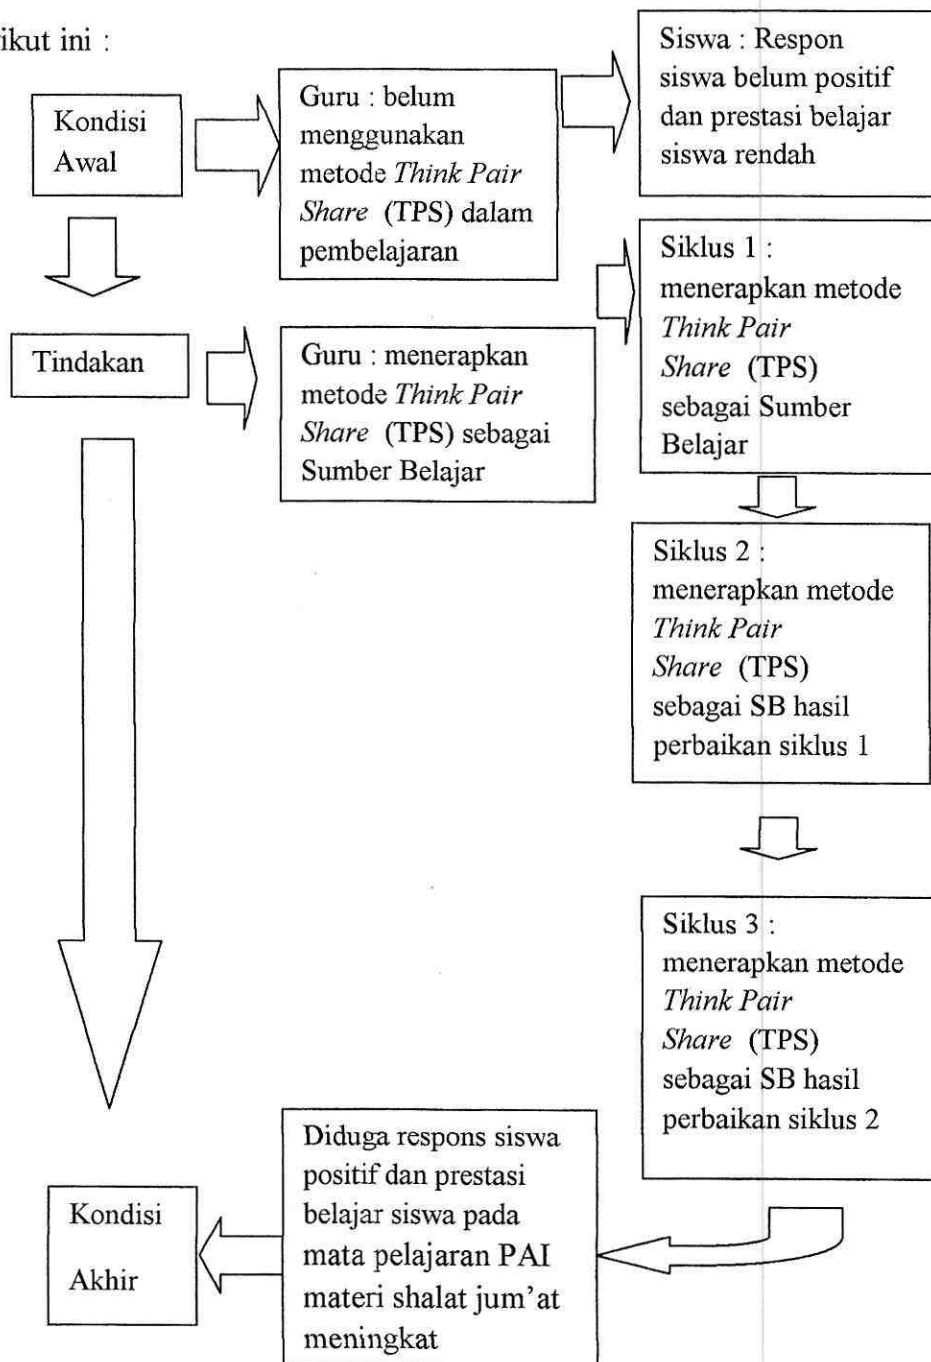 ikut ini :
Kondisi
Awal
Guru : belum
menggunakan
metode Think Pair
Share (TPS) dalam
pembelajaran
Siswa : Respon
siswa belum positif
dan prestasi belajar
siswa rendah
Tindakan
Guru : menerapkan
metode Think Pair
Share (TPS) sebagai
Sumber Belajar
Siklus 1 :
menerapkan metode
Think Pair
Share (TPS)
sebagai Sumber
Belajar
Siklus 2 :
menerapkan metode
Think Pair
Share (TPS)
sebagai SB hasil
perbaikan siklus 1
Siklus 3 :
menerapkan metode
Think Pair
Share (TPS)
sebagai SB hasil
perbaikan siklus 2
Diduga respons siswa
positif dan prestasi
belajar siswa pada
mata pelajaran PAI
materi shalat jum’at
meningkat
Kondisi
Akhir